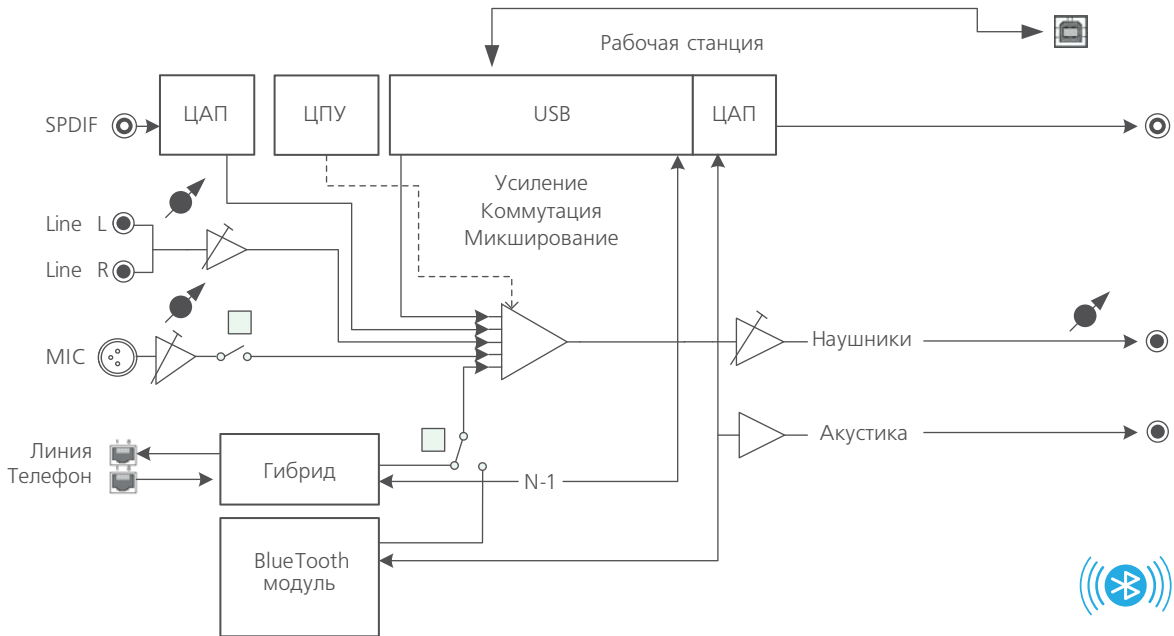 Рабочая станция
SPDIF
ЦАП
ЦПУ
USB
ЦАП
Усиление
Коммутация
Микширование
Line L
Line R
MIC
Наушники
Линия
Телефон
Гибрид
Акустика
N-1
BlueTooth
модуль